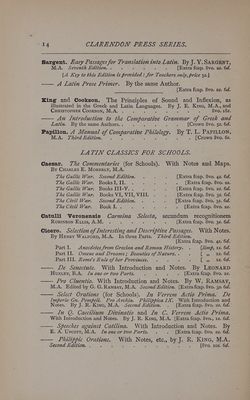 14 CLARENDON PRESS SERIES.
Sargent. Easy Passages for Translation into Latin. By J. Y. SARGENT,
M.A. Seventh Edition. . . . . . . [Extra fcap. 8vo. 2s. 6d.
[A Key to this Edition is provided: for Teachers only, price 5s.]
—— A Latin Prose Primer. By the same Author.
[Extra fcap. 8vo. 2s. 6d.
King and Cookson. The Principles of Sound and Inflexion, as
illustrated in the Greek and Latin Languages. By J. E. KING, M.A., and
CHRISTOPHER COOKSON, M.A. . . . . . [8vo. 18s.
—— An Introduction to the Comparative Grammar of Greek and
Latin. By the same Authors. . . . . [Crown 8vo. 5s. 6d.
Papillon. A Manual of Comparative Philology. By T. L. PAPILLON,
M.A. Third Edition. . . . . . . [Crown 8vo. 6s.
LATIN CLASSICS FOR SCHOOLS.
Caesar. The Commentaries (for Schools). With Notes and Maps.
By CHARLES E. MOBERLY, M.A.
The Gallic War. Second Edition. . . . [Extra fcap. 8vo. 4s. 6d.
The Gallic War. Books I, II. . . . . [Extra fcap. 8vo. 2s.
The Gallic War. Books III-V. . . . . [Extra fcap. 8vo. 2s. 6d.
The Gallic War. Books VI, VII, VIII. . . [Extra fcap. 8vo. 3s. 6d.
The Civil War. Second Edition. . . . [Extra fcap. 8vo. 3s. 6d.
The Civil War. Book I. . . . . . [Extra fcap. 8vo. 2s.
Catulli Veronensis Carmina Selecta, secundum recognitionem
ROBINSON ELLIS, A.M. . . . . . [Extra fcap. 8vo. 3s. 6d.
Cicero. Selection of Interesting and Descriptive Passages. With Notes.
By HENRY WALFORD, M.A. In three Parts. Third Edition.
[Extra fcap. 8vo. 4s. 6d.
Part I. Anecdotes from Grecian and Roman History. . [limp, 1s. 6d.
Part II. Omens and Dreams; Beauties of Nature. . . [ „ 1s. 6d.
Part III. Rome's Rule of her Provinces. . . . [ „ 1s. 6d.
—— De Senectute. With Introduction and Notes. By LEONARD
HUXLEY, B.A. In one or two Parts. . . . [Extra fcap. 8vo. 2s.
—— Pro Cluentio. With Introduction and Notes. By W. RAMSAY,
M.A. Edited by G. G. RAMSAY, M.A. Second Edition. [Extra fcap. 8vo. 3s. 6d.
—— Select Orations (for Schools). In Verrem Actio Prima. De
Imperio Gn. Pompeii. Pro Archia. Philippica IX. With Introduction and
Notes. By J. R. KING, M.A. Second Edition. . [Extra fcap. 8vo. 2s. 6d.
—— In Q. Caecilium Divinatio and In C. Verrem Actio Prima.
With Introduction and Notes. By J. R. KING, M.A. [Extra fcap. 8vo., 1s. 6d.
—— Speeches against Catilina. With Introduction and Notes. By
E. A. UPCOTT, M.A. In one or two Parts. . . [Extra fcap. 8vo. 2s. 6d.
—— Philippic Orations. With Notes, etc., by J. R. KING, M.A.
Second Edition. . . . . . . . [8vo. 10s. 6d.